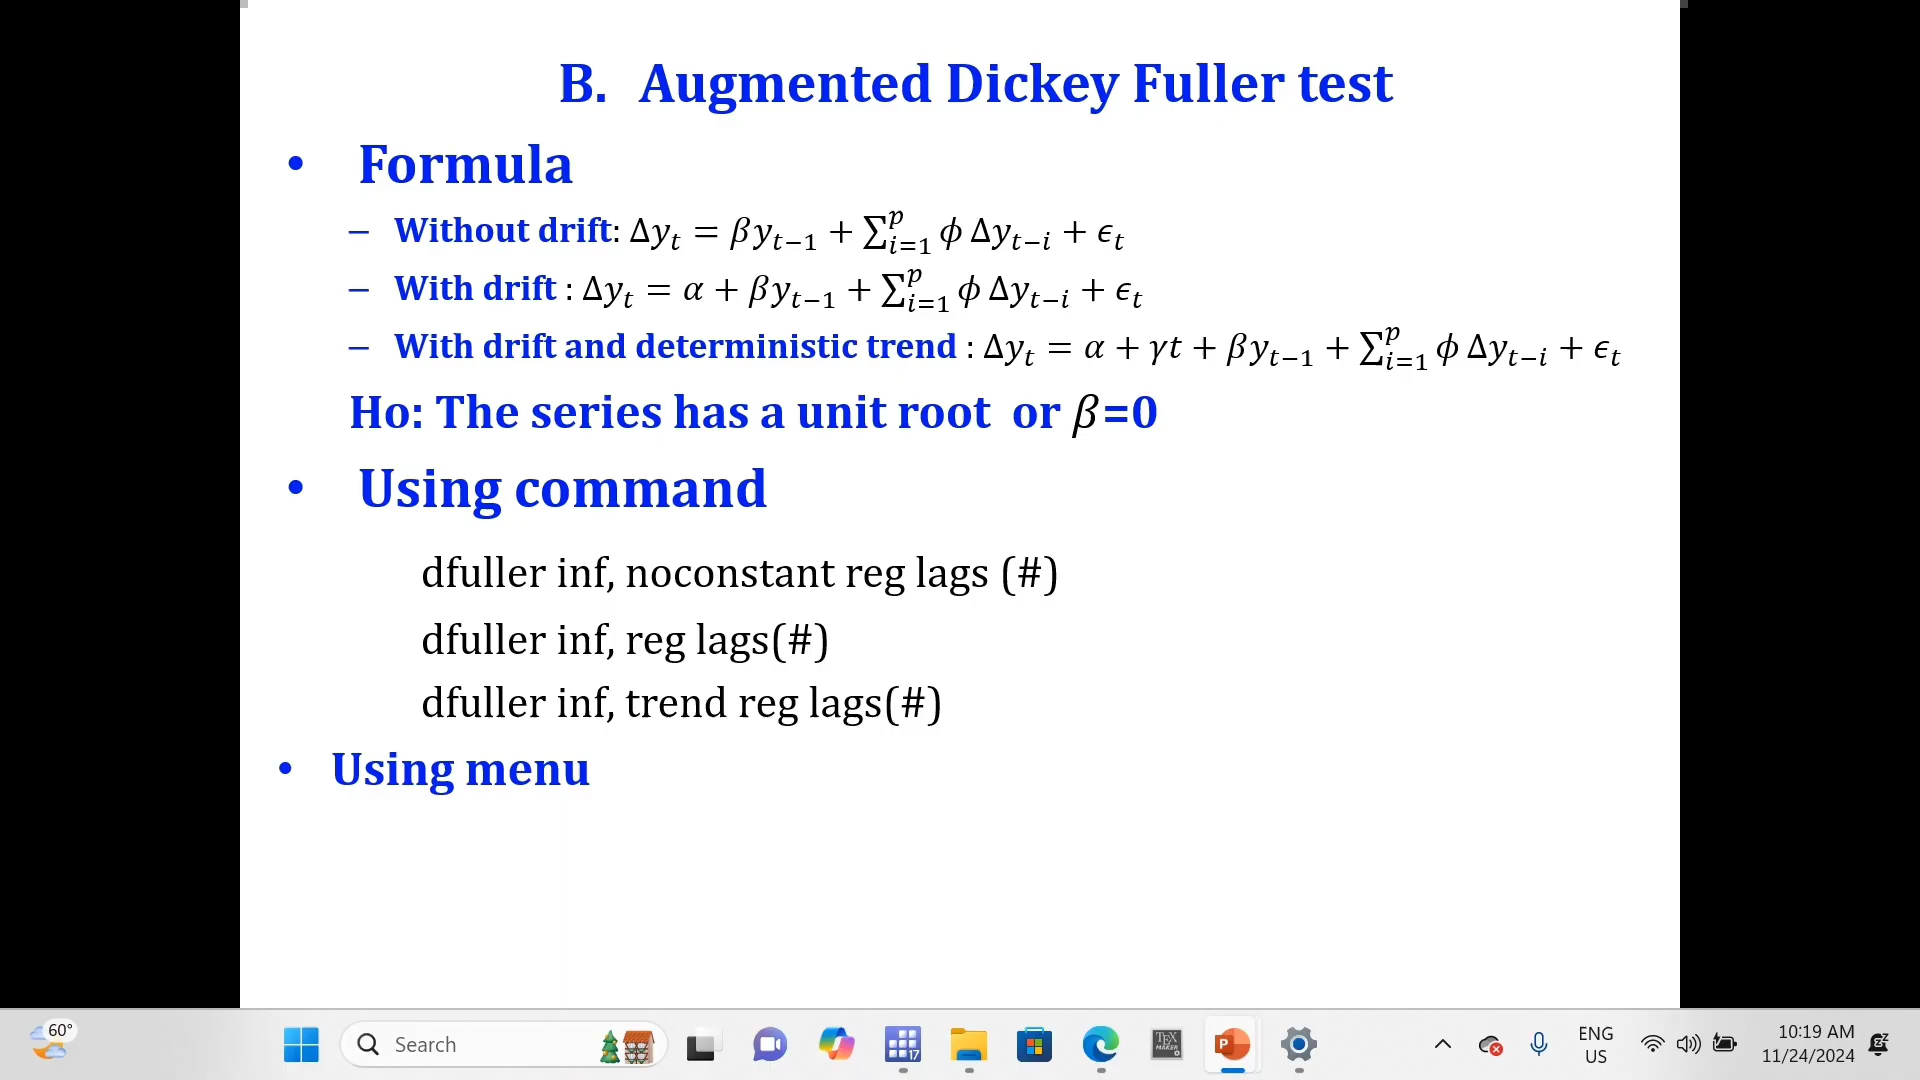 B. Augmented Dickey Fuller test
• Formula
– Without drift: Δy_t = βy_{t−1} + ∑_{i=1}^{p} ϕ Δy_{t−i} + ϵ_t
– With drift : Δy_t = α + βy_{t−1} + ∑_{i=1}^{p} ϕ Δy_{t−i} + ϵ_t
– With drift and deterministic trend : Δy_t = α + γt + βy_{t−1} + ∑_{i=1}^{p} ϕ Δy_{t−i} + ϵ_t
Ho: The series has a unit root or β=0
• Using command
dfuller inf, noconstant reg lags (#)
dfuller inf, reg lags(#)
dfuller inf, trend reg lags(#)
• Using menu
60°
Search
17
TEX
MAKER
P
ENG
US
10:19 AM
11/24/2024